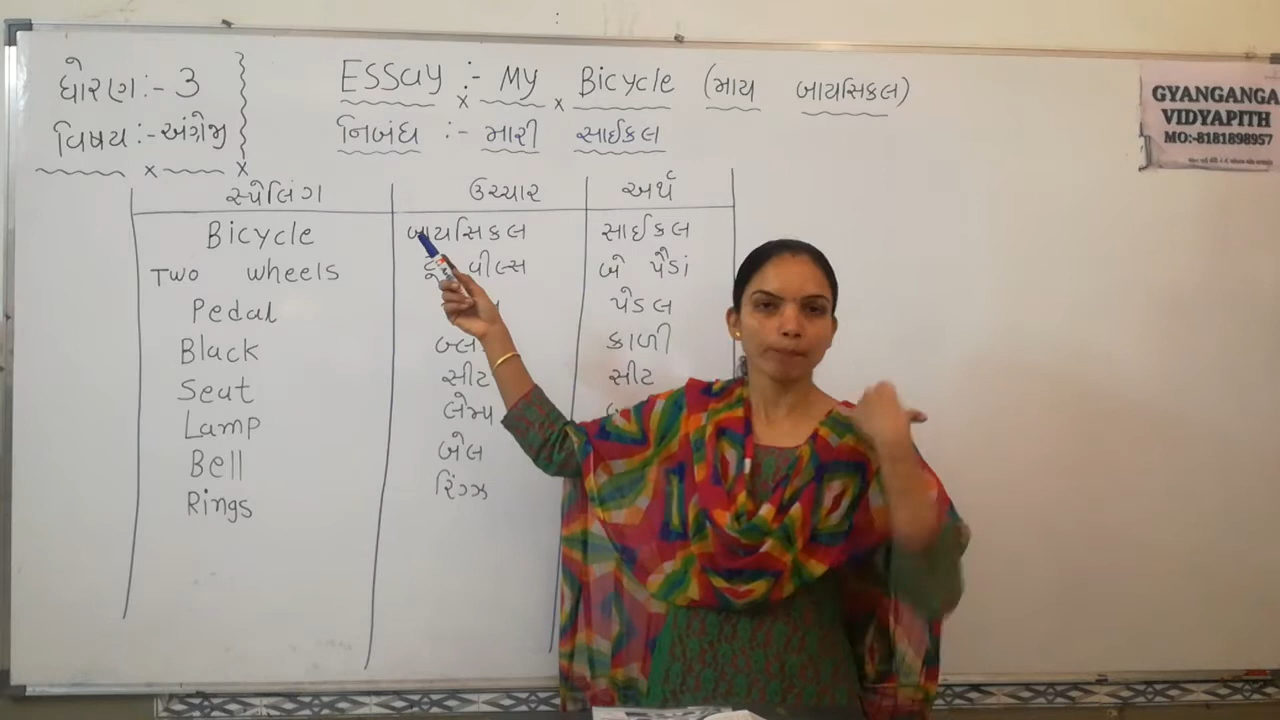 ધોરણ:- 3
વિષય:-અંગ્રેજી
Essay :- My Bicycle (માય બાયસિકલ)
નિબંધ :- મારી સાઈકલ
GYANGANGA
VIDYAPITH
MO:-8181898957
સ્પેલિંગ ઉચ્ચાર અર્થ
Bicycle બાયસિકલ સાઈકલ
Two wheels વીલ્સ બે પૈડાં
Pedal પેડલ
Black કાળી
Seat સીટ સીટ
Lamp લેમ્પ
Bell બેલ
Rings રિંગ્ઝ